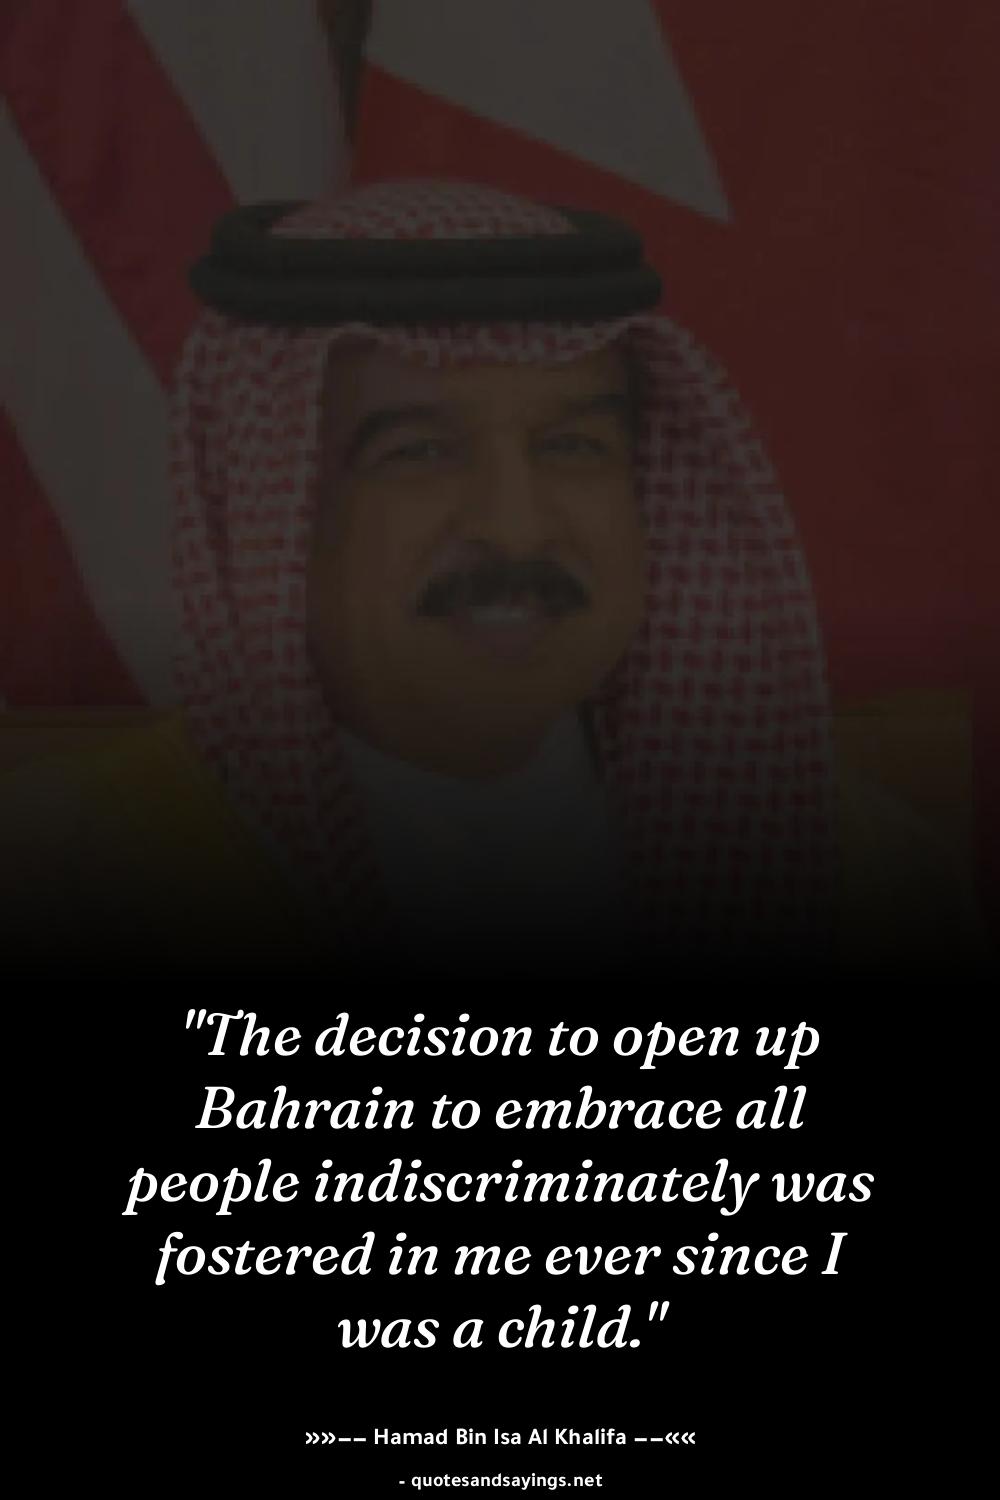 "The decision to open up
Bahrain to embrace all
people indiscriminately was
fostered in me ever since I
was a child."
»»−− Hamad Bin Isa Al Khalifa −−««
- quotesandsayings.net